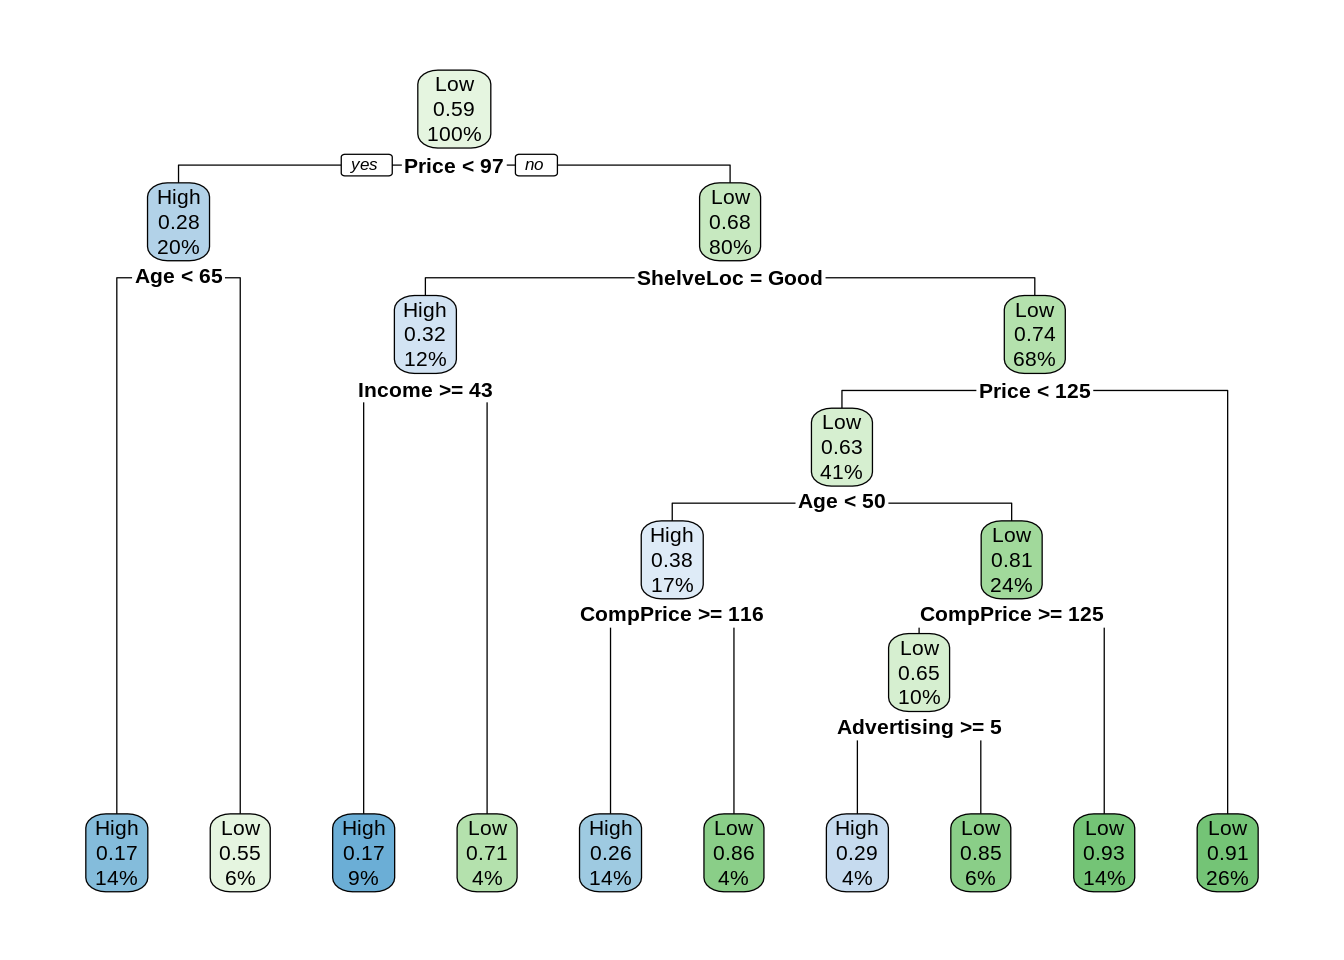 Low
0.59
100%
yes Price < 97 no
High
0.28
20%
Low
0.68
80%
Age < 65
ShelveLoc = Good
High
0.32
12%
Low
0.74
68%
Income >= 43
Price < 125
Low
0.63
41%
Age < 50
High
0.38
17%
Low
0.81
24%
CompPrice >= 116
CompPrice >= 125
Low
0.65
10%
Advertising >= 5
High
0.17
14%
Low
0.55
6%
High
0.17
9%
Low
0.71
4%
High
0.26
14%
Low
0.86
4%
High
0.29
4%
Low
0.85
6%
Low
0.93
14%
Low
0.91
26%